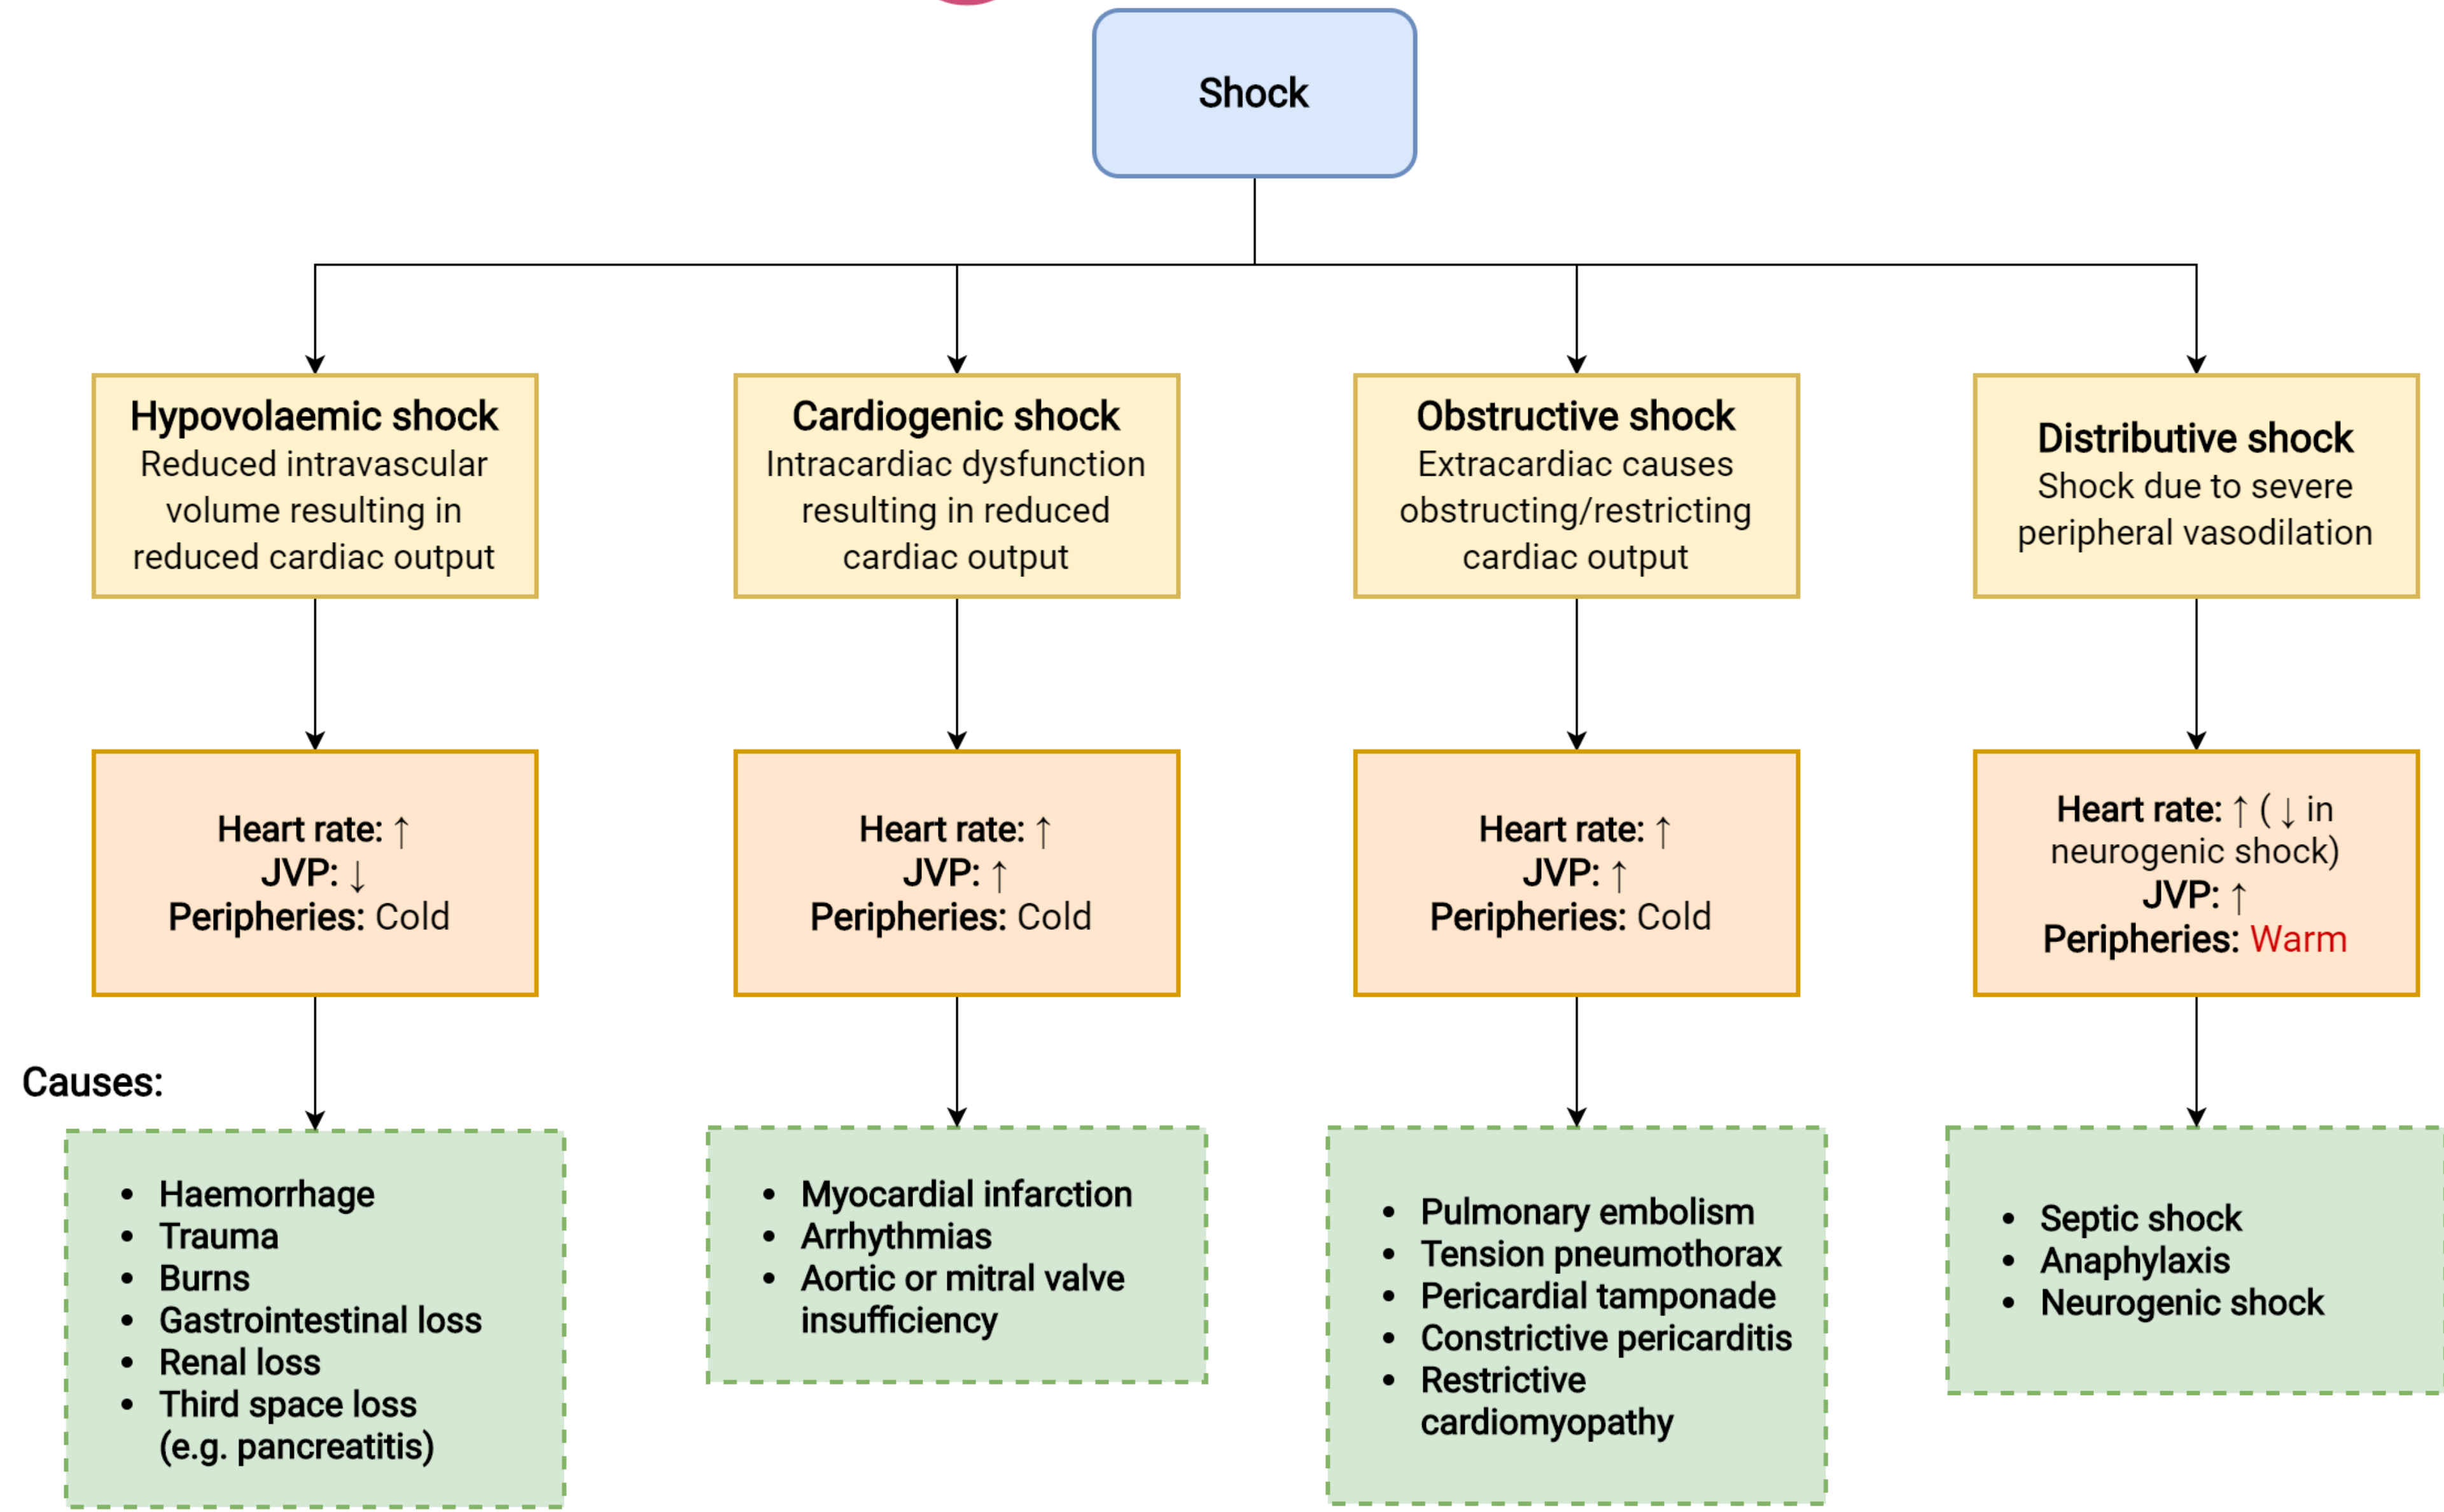 Shock
Hypovolaemic shock
Reduced intravascular
volume resulting in
reduced cardiac output
Cardiogenic shock
Intracardiac dysfunction
resulting in reduced
cardiac output
Obstructive shock
Extracardiac causes
obstructing/restricting
cardiac output
Distributive shock
Shock due to severe
peripheral vasodilation
Heart rate: ↑
JVP: ↓
Peripheries: Cold
Heart rate: ↑
JVP: ↑
Peripheries: Cold
Heart rate: ↑
JVP: ↑
Peripheries: Cold
Heart rate: ↑ ( ↓ in
neurogenic shock)
JVP: ↑
Peripheries: Warm
Causes:
• Haemorrhage
• Trauma
• Burns
• Gastrointestinal loss
• Renal loss
• Third space loss
(e.g. pancreatitis)
• Myocardial infarction
• Arrhythmias
• Aortic or mitral valve
insufficiency
• Pulmonary embolism
• Tension pneumothorax
• Pericardial tamponade
• Constrictive pericarditis
• Restrictive
cardiomyopathy
• Septic shock
• Anaphylaxis
• Neurogenic shock